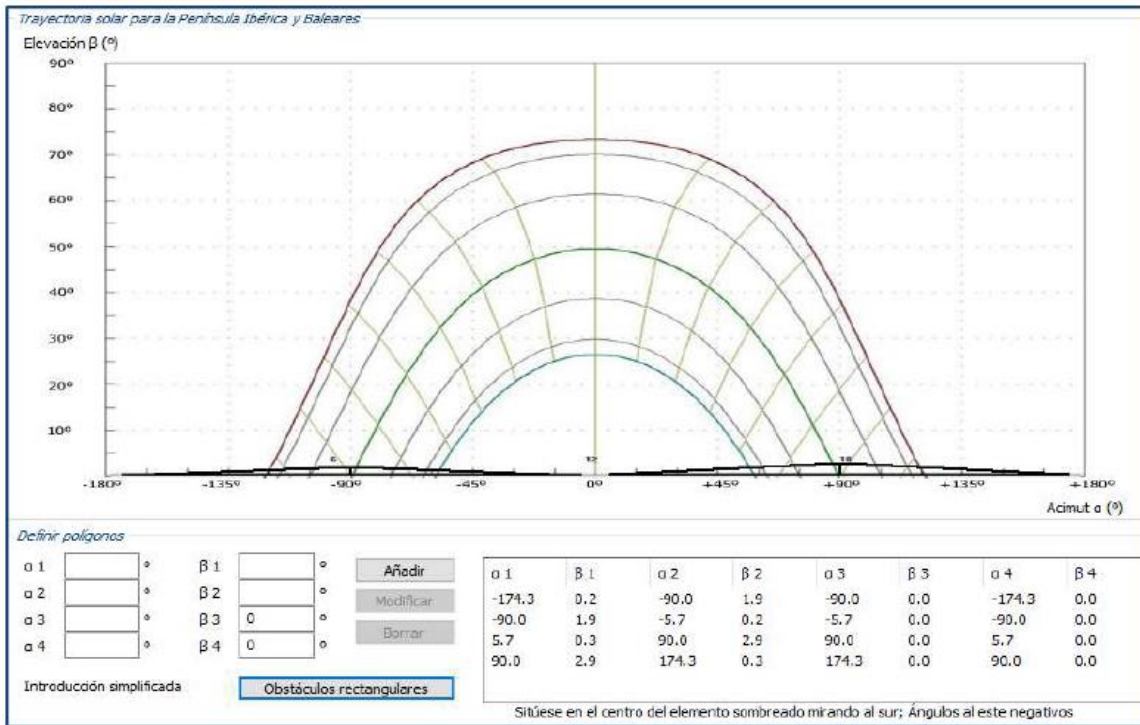 Trayectoria solar para la Península Ibérica y Baleares
Elevación β (º)
90º
80º
70º
60º
50º
40º
30º
20º
10º
6 12 18
-180º -135º -90º -45º 0º +45º +90º +135º +180º
Acimut α (º)
Definir polígonos
α 1 º β 1 º Añadir
α 2 º β 2 º Modificar
α 3 º β 3 0 º Borrar
α 4 º β 4 0 º
Introducción simplificada Obstáculos rectangulares
α 1 β 1 α 2 β 2 α 3 β 3 α 4 β 4
-174.3 0.2 -90.0 1.9 -90.0 0.0 -174.3 0.0
-90.0 1.9 -5.7 0.2 -5.7 0.0 -90.0 0.0
5.7 0.3 90.0 2.9 90.0 0.0 5.7 0.0
90.0 2.9 174.3 0.3 174.3 0.0 90.0 0.0
Sitúese en el centro del elemento sombreado mirando al sur; Ángulos al este negativos